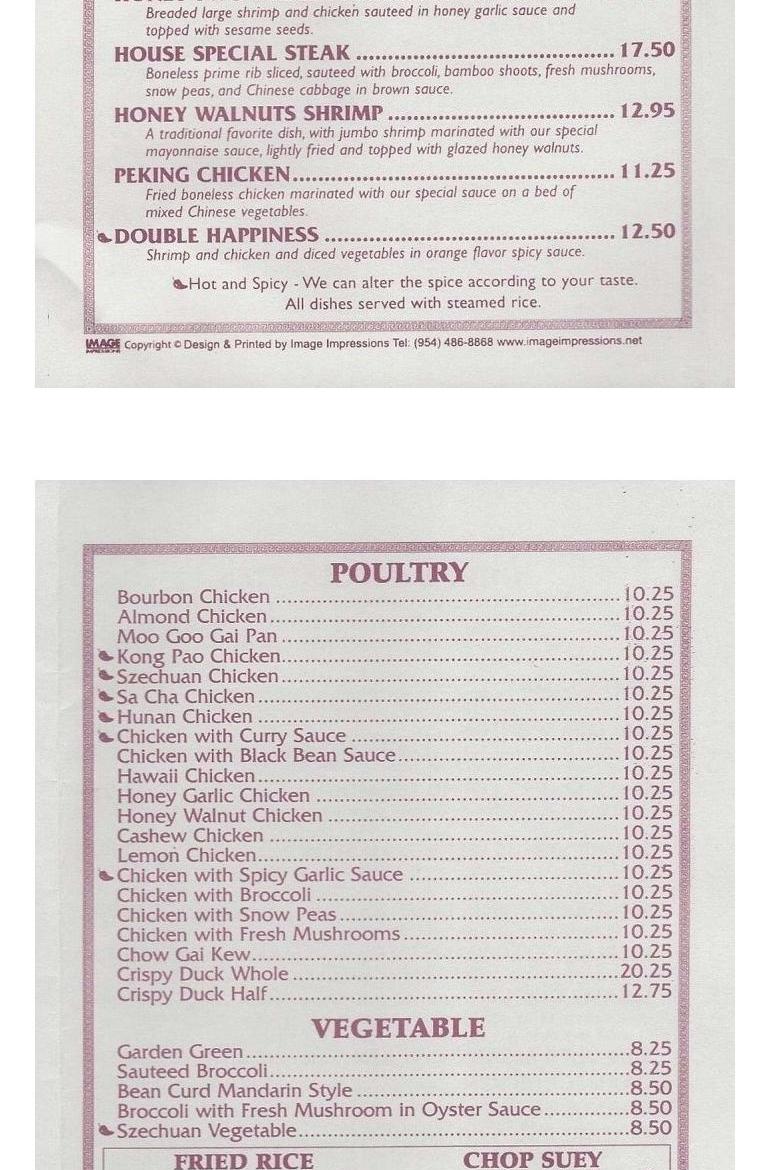 Breaded large shrimp and chicken sauteed in honey garlic sauce and
topped with sesame seeds.
HOUSE SPECIAL STEAK ........................................ 17.50
Boneless prime rib sliced, sauteed with broccoli, bamboo shoots, fresh mushrooms,
snow peas, and Chinese cabbage in brown sauce.
HONEY WALNUTS SHRIMP ................................... 12.95
A traditional favorite dish, with jumbo shrimp marinated with our special
mayonnaise sauce, lightly fried and topped with glazed honey walnuts.
PEKING CHICKEN.................................................. 11.25
Fried boneless chicken marinated with our special sauce on a bed of
mixed Chinese vegetables.
DOUBLE HAPPINESS ............................................. 12.50
Shrimp and chicken and diced vegetables in orange flavor spicy sauce.
Hot and Spicy - We can alter the spice according to your taste.
All dishes served with steamed rice.
IMAGE IMPRESSIONS Copyright © Design & Printed by Image Impressions Tel: (954) 486-8868 www.imageimpressions.net
POULTRY
Bourbon Chicken ........................................ 10.25
Almond Chicken ........................................ 10.25
Moo Goo Gai Pan ........................................ 10.25
Kong Pao Chicken........................................ 10.25
Szechuan Chicken........................................ 10.25
Sa Cha Chicken ........................................ 10.25
Hunan Chicken ........................................ 10.25
Chicken with Curry Sauce ........................................ 10.25
Chicken with Black Bean Sauce........................................ 10.25
Hawaii Chicken ........................................ 10.25
Honey Garlic Chicken ........................................ 10.25
Honey Walnut Chicken ........................................ 10.25
Cashew Chicken ........................................ 10.25
Lemon Chicken........................................ 10.25
Chicken with Spicy Garlic Sauce ........................................ 10.25
Chicken with Broccoli ........................................ 10.25
Chicken with Snow Peas ........................................ 10.25
Chicken with Fresh Mushrooms ........................................ 10.25
Chow Gai Kew........................................ 10.25
Crispy Duck Whole ........................................ 20.25
Crispy Duck Half........................................ 12.75
VEGETABLE
Garden Green ........................................ 8.25
Sauteed Broccoli........................................ 8.25
Bean Curd Mandarin Style ........................................ 8.50
Broccoli with Fresh Mushroom in Oyster Sauce............... 8.50
Szechuan Vegetable........................................ 8.50
FRIED RICE CHOP SUEY